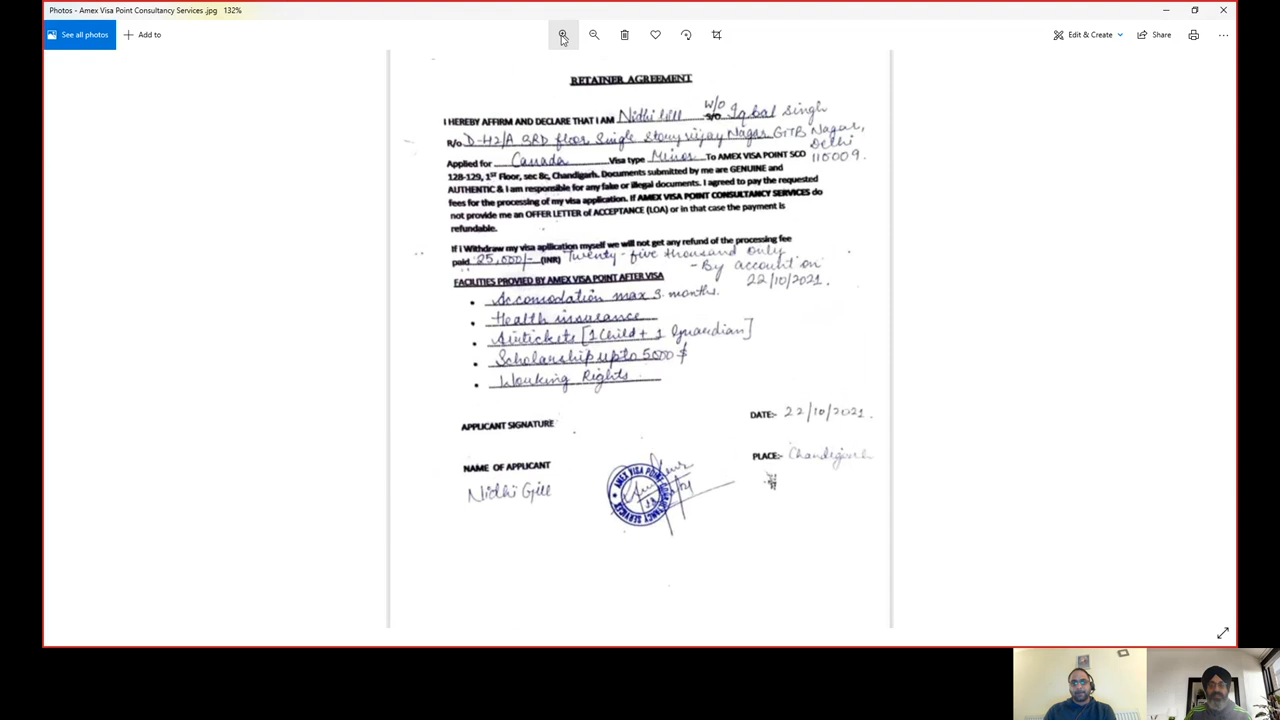 Photos - Amex Visa Point Consultancy Services .jpg 132%
See all photos
Add to
Edit & Create
Share
RETAINER AGREEMENT
W/O
I HEREBY AFFIRM AND DECLARE THAT I AM Nidhi Gill S/O Iqbal Singh
R/o D-42/A 3RD floor Single Story Vijay Nagar GTB Nagar,
Delhi
Applied for Canada Visa type Minor To AMEX VISA POINT SCO 110009.
128-129, 1ST Floor, sec 8c, Chandigarh. Documents submitted by me are GENUINE and
AUTHENTIC & I am responsible for any fake or illegal documents. I agreed to pay the requested
fees for the processing of my visa application. If AMEX VISA POINT CONSULTANCY SERVICES do
not provide me an OFFER LETTER of ACCEPTANCE (LOA) or in that case the payment is
refundable.
If I Withdraw my visa apllication myself we will not get any refund of the processing fee
paid 25,000/- (INR) Twenty-five thousand only
- By account on
22/10/2021.
FACILITIES PROVIED BY AMEX VISA POINT AFTER VISA
• Accomodation max 3 months.
• Health insurance
• Airtickets [1 Child + 1 Guardian]
• Scholarship upto 5000 $
• Working Rights
APPLICANT SIGNATURE
DATE:- 22/10/2021.
NAME OF APPLICANT
PLACE:- Chandigarh
Nidhi Gill
AMEX VISA POINT CONSULTANCY SERVICES